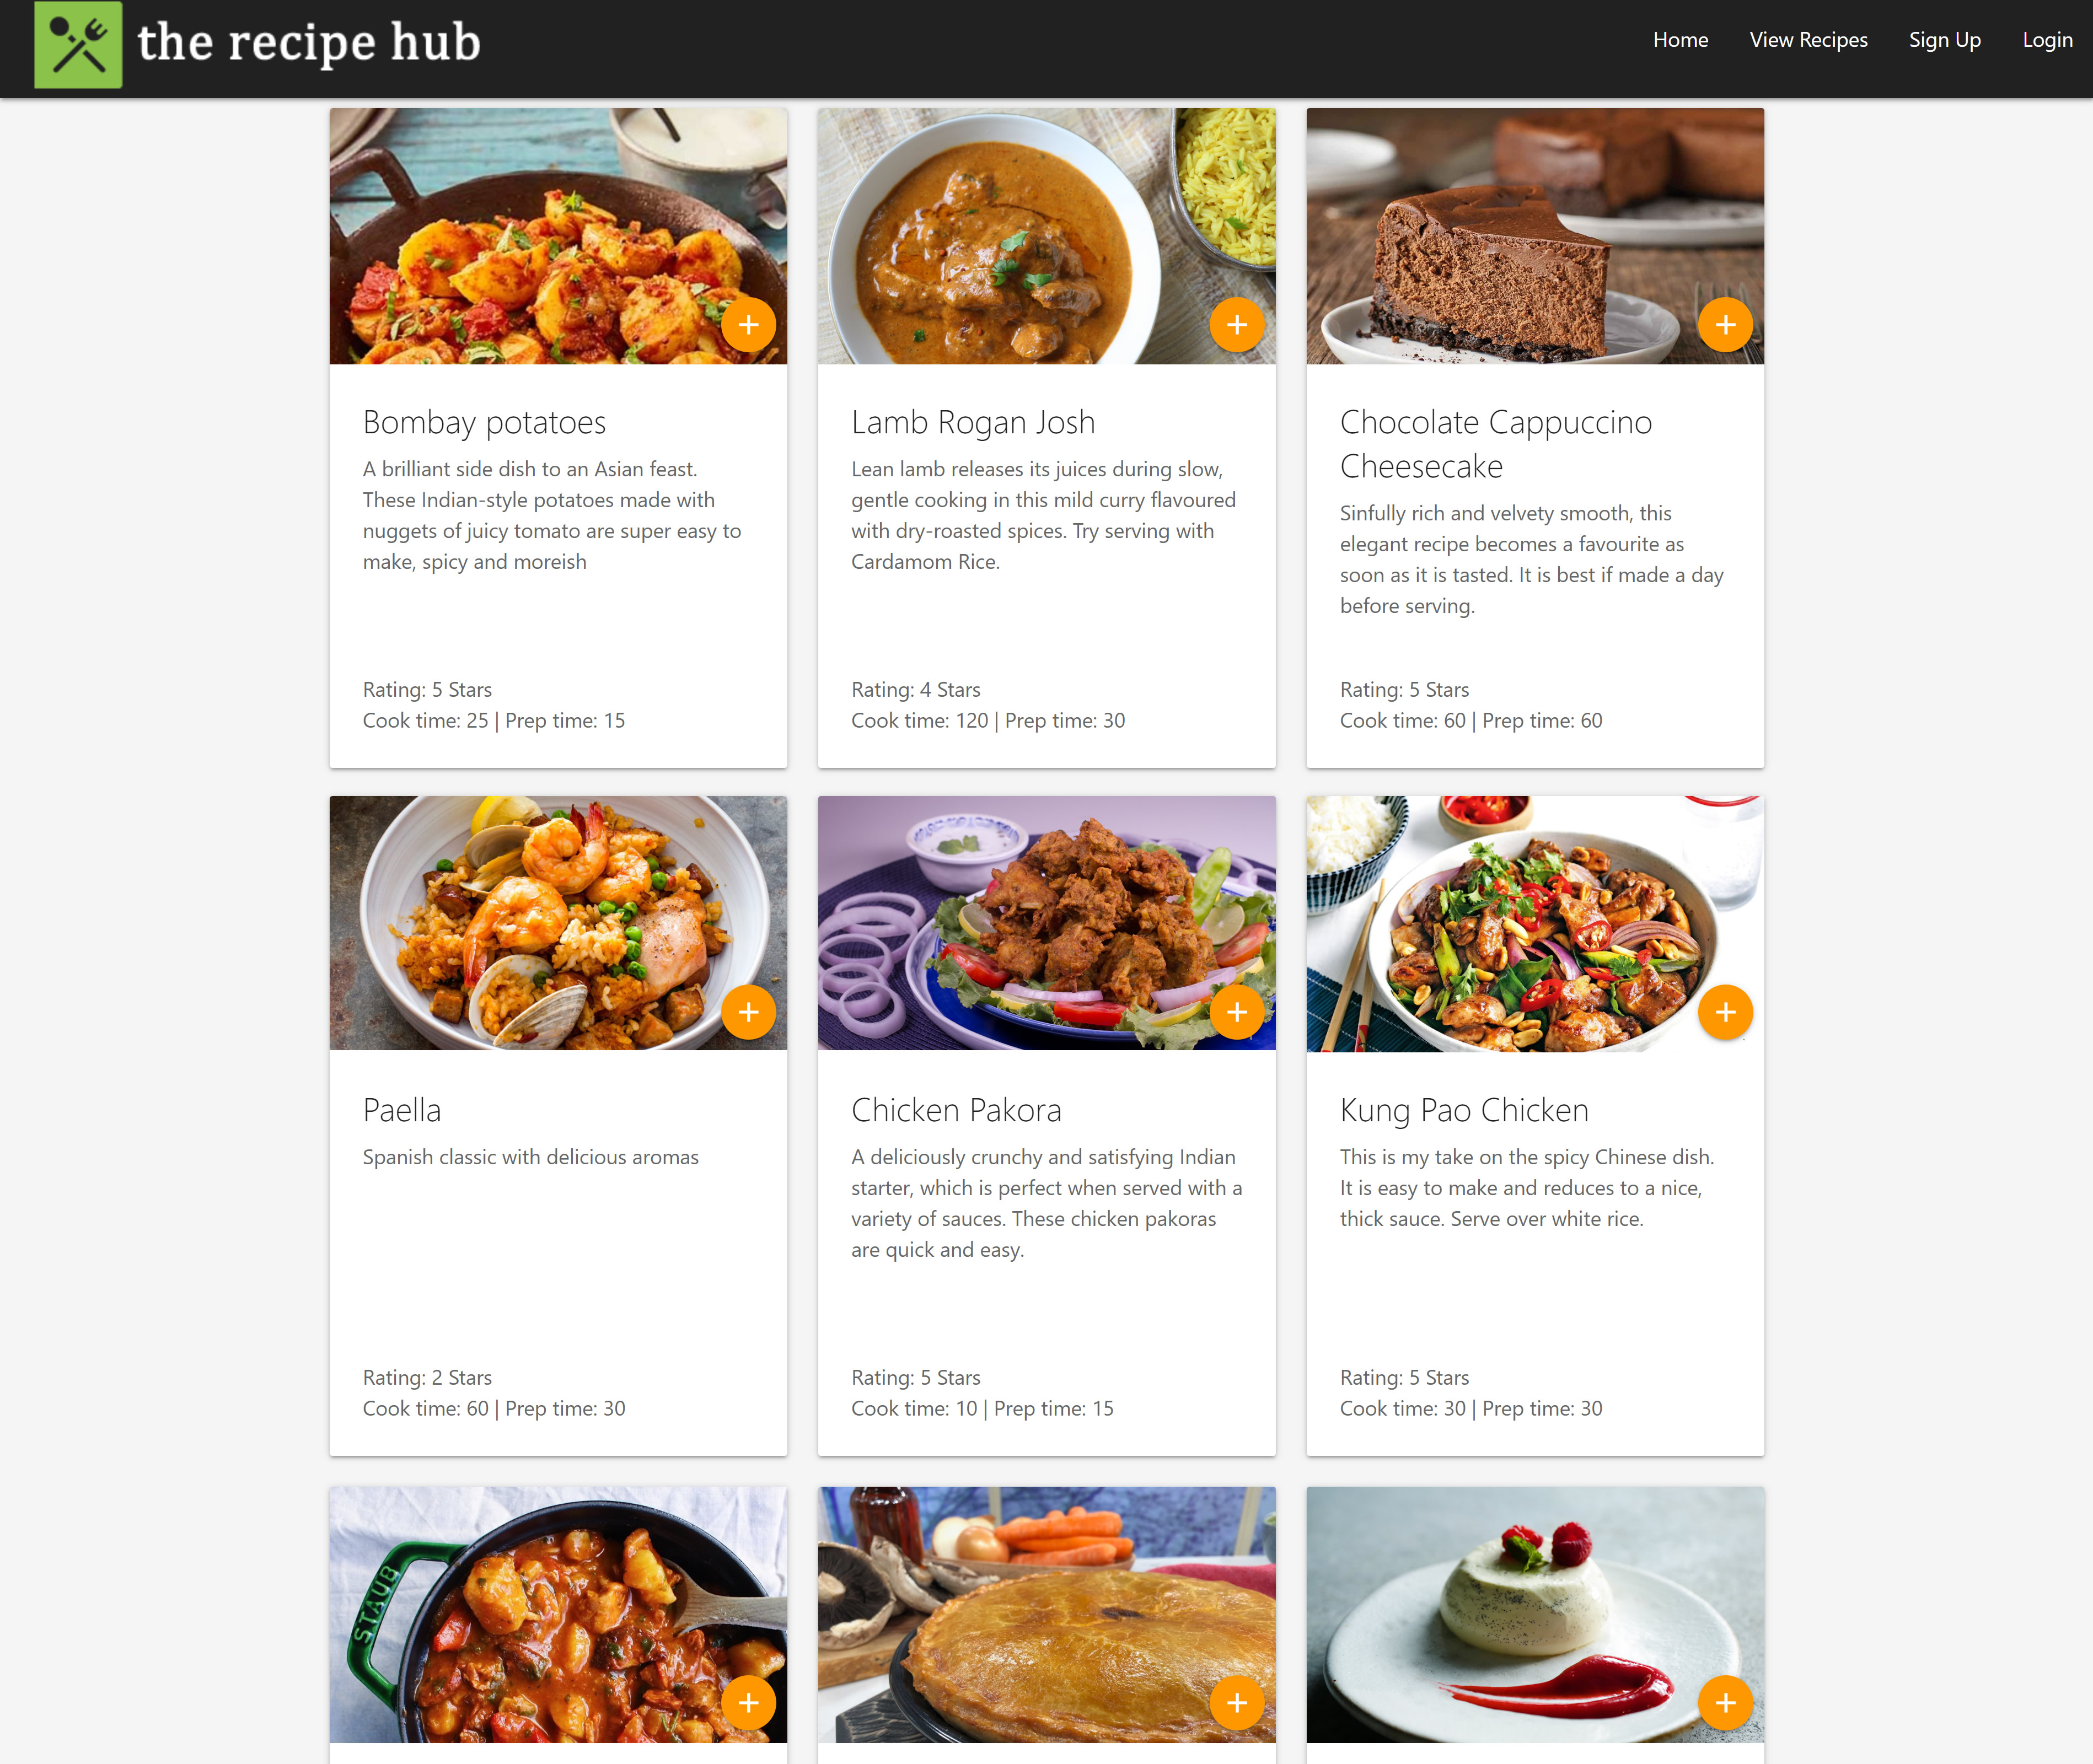 the recipe hub
Home
View Recipes
Sign Up
Login
Bombay potatoes
A brilliant side dish to an Asian feast.
These Indian-style potatoes made with
nuggets of juicy tomato are super easy to
make, spicy and moreish
Rating: 5 Stars
Cook time: 25 | Prep time: 15
Lamb Rogan Josh
Lean lamb releases its juices during slow,
gentle cooking in this mild curry flavoured
with dry-roasted spices. Try serving with
Cardamom Rice.
Rating: 4 Stars
Cook time: 120 | Prep time: 30
Chocolate Cappuccino
Cheesecake
Sinfully rich and velvety smooth, this
elegant recipe becomes a favourite as
soon as it is tasted. It is best if made a day
before serving.
Rating: 5 Stars
Cook time: 60 | Prep time: 60
Paella
Spanish classic with delicious aromas
Rating: 2 Stars
Cook time: 60 | Prep time: 30
Chicken Pakora
A deliciously crunchy and satisfying Indian
starter, which is perfect when served with a
variety of sauces. These chicken pakoras
are quick and easy.
Rating: 5 Stars
Cook time: 10 | Prep time: 15
Kung Pao Chicken
This is my take on the spicy Chinese dish.
It is easy to make and reduces to a nice,
thick sauce. Serve over white rice.
Rating: 5 Stars
Cook time: 30 | Prep time: 30
STAUB